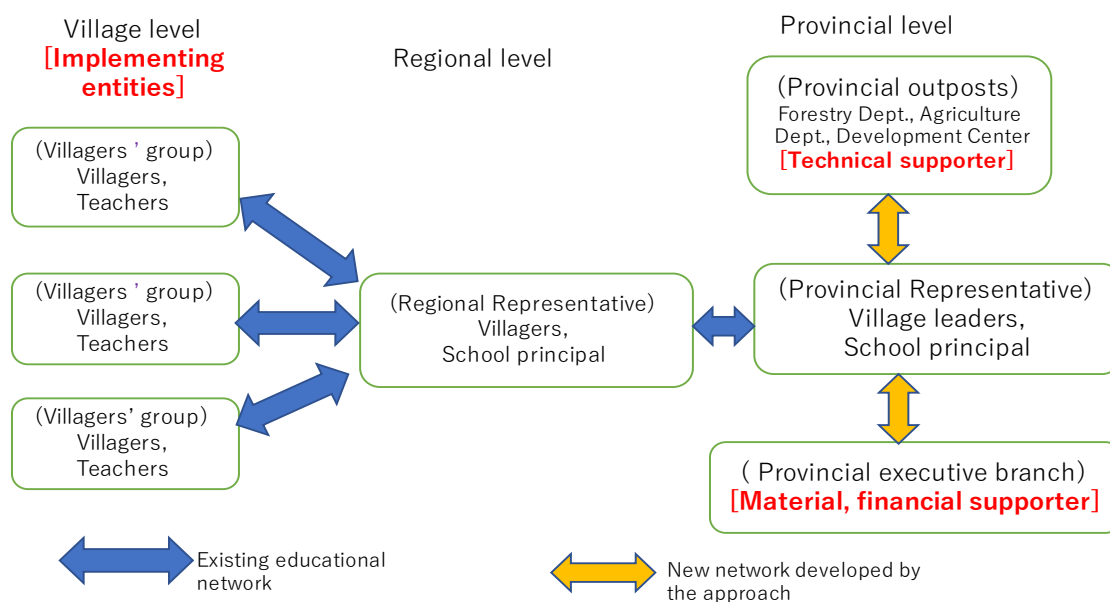 Village level
[Implementing
entities]
Regional level
Provincial level
(Villagers ’ group)
Villagers,
Teachers
(Villagers ’ group)
Villagers,
Teachers
(Villagers’ group)
Villagers,
Teachers
(Regional Representative)
Villagers,
School principal
(Provincial outposts)
Forestry Dept., Agriculture
Dept., Development Center
[Technical supporter]
(Provincial Representative)
Village leaders,
School principal
( Provincial executive branch)
[Material, financial supporter]
Existing educational
network
New network developed by
the approach